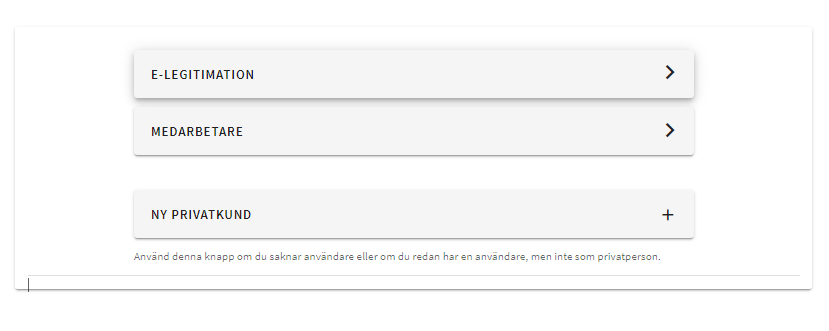 E-LEGITIMATION
MEDARBETARE
NY PRIVATKUND
Använd denna knapp om du saknar användare eller om du redan har en användare, men inte som privatperson.